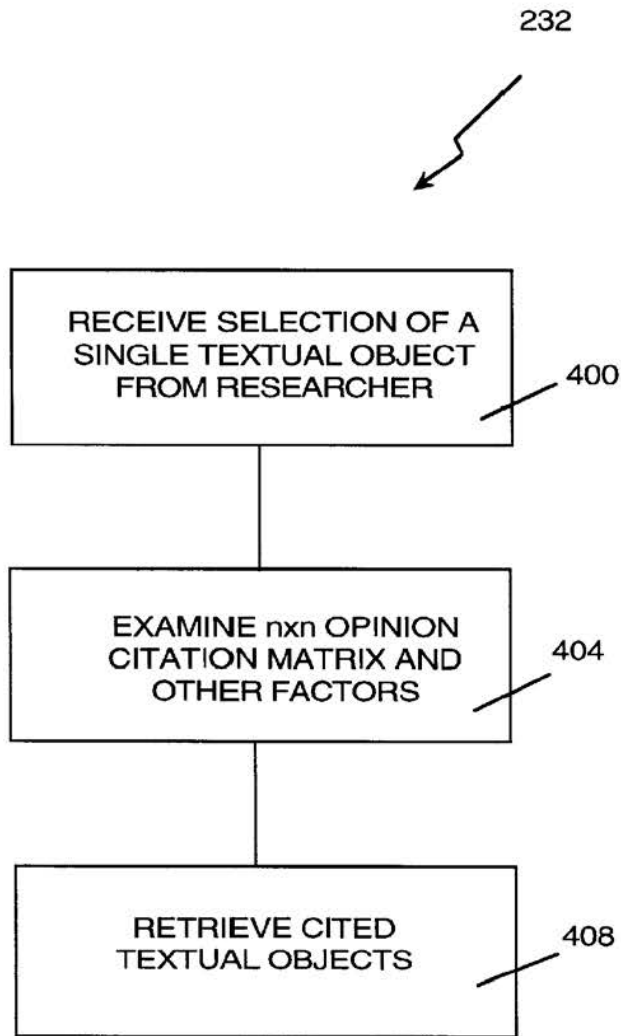 232
RECEIVE SELECTION OF A
SINGLE TEXTUAL OBJECT
FROM RESEARCHER
400
EXAMINE nxn OPINION
CITATION MATRIX AND
OTHER FACTORS
404
RETRIEVE CITED
TEXTUAL OBJECTS
408